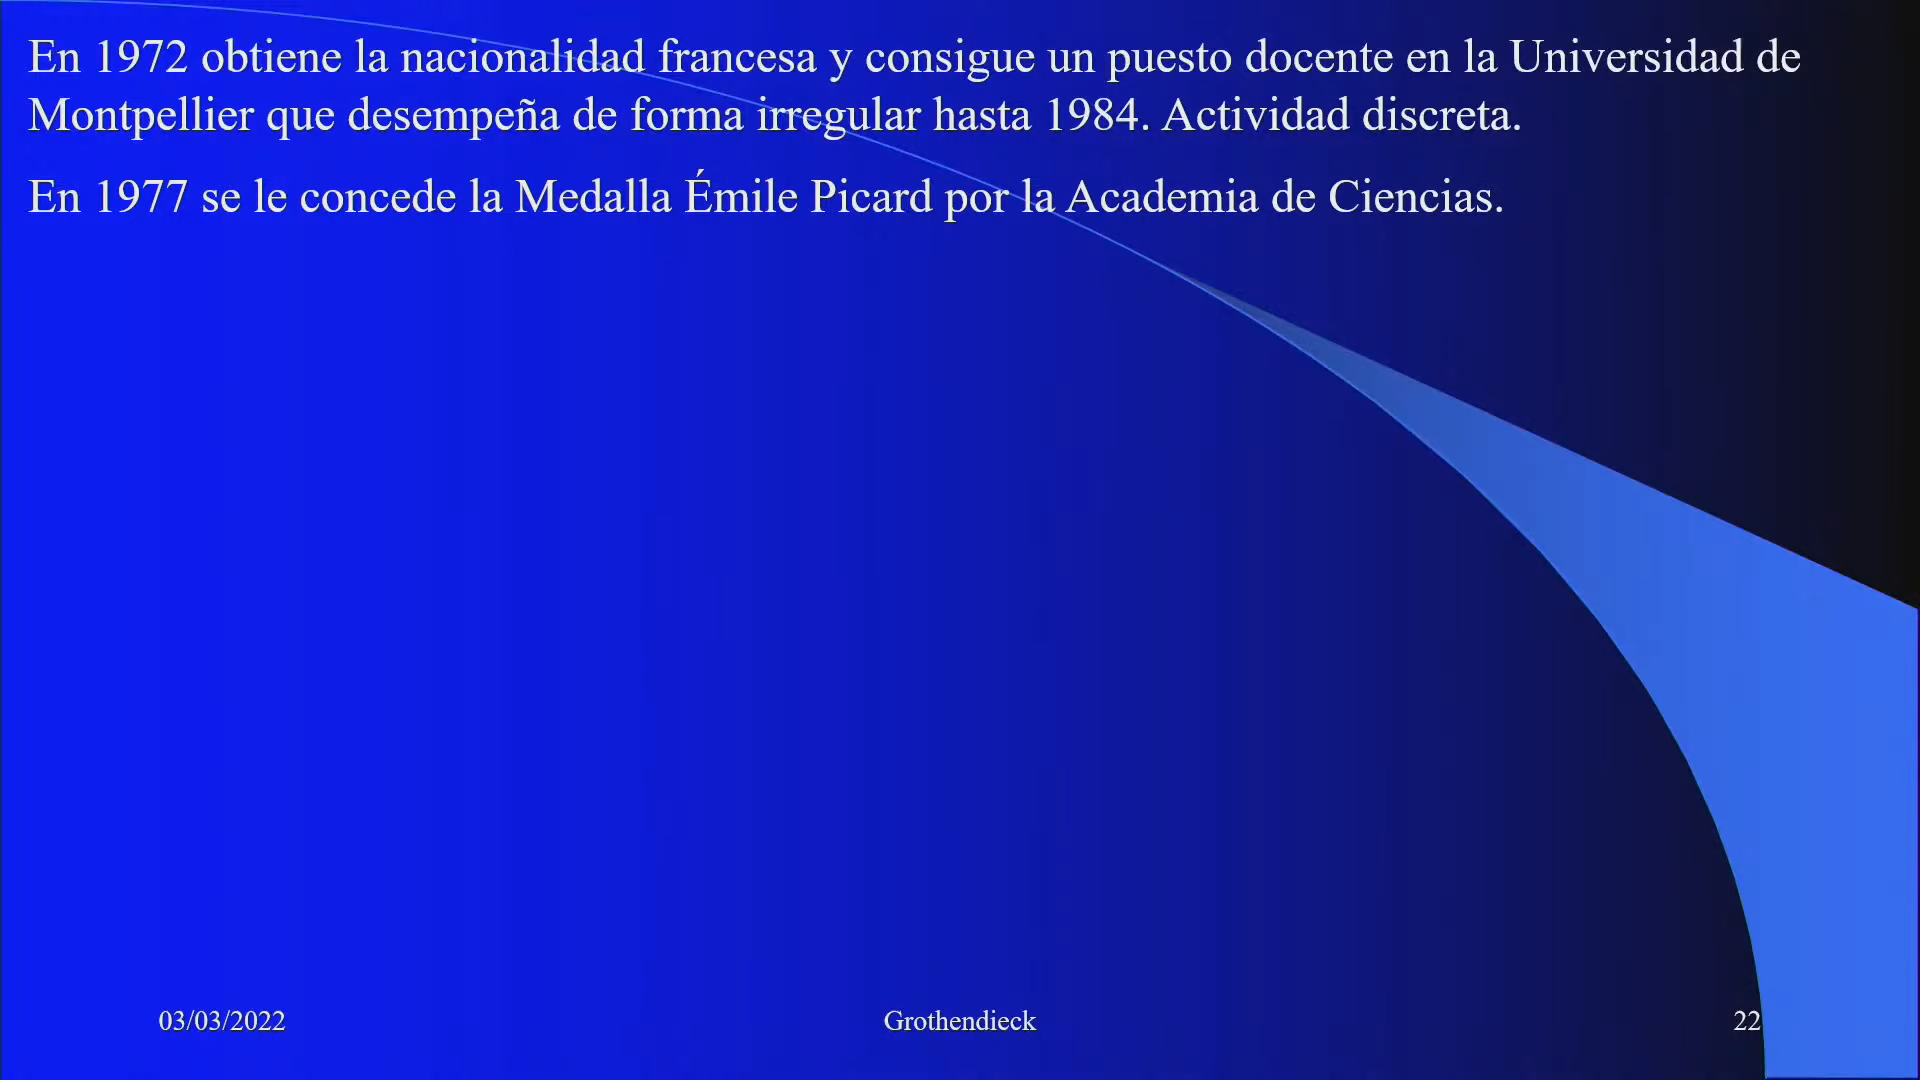 En 1972 obtiene la nacionalidad francesa y consigue un puesto docente en la Universidad de
Montpellier que desempeña de forma irregular hasta 1984. Actividad discreta.
En 1977 se le concede la Medalla Émile Picard por la Academia de Ciencias.
03/03/2022
Grothendieck
22